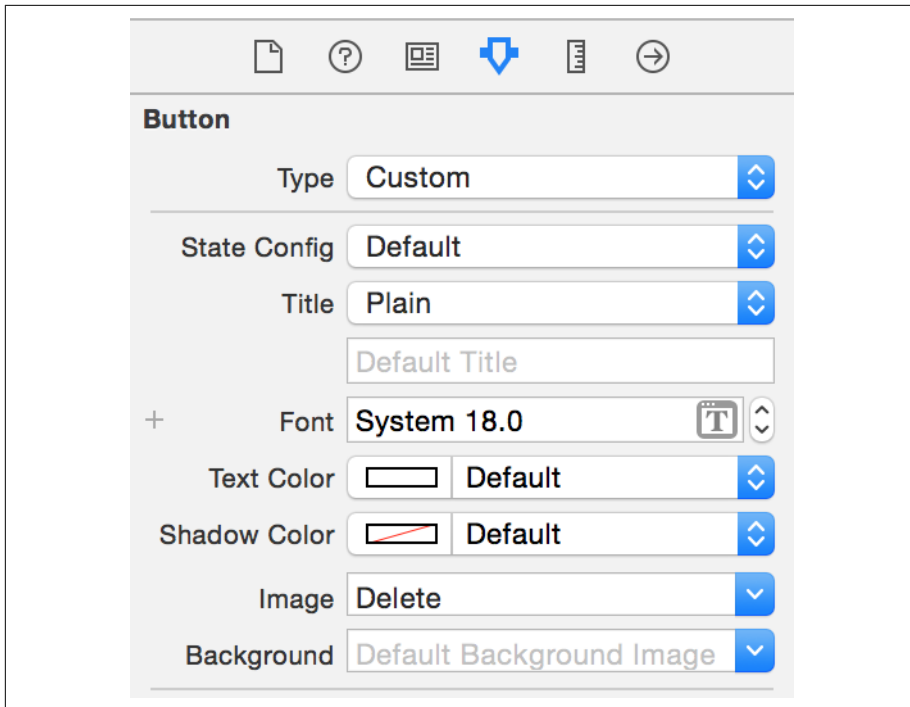 Button
Type Custom
State Config Default
Title Plain
Default Title
+ Font System 18.0 T
Text Color Default
Shadow Color Default
Image Delete
Background Default Background Image